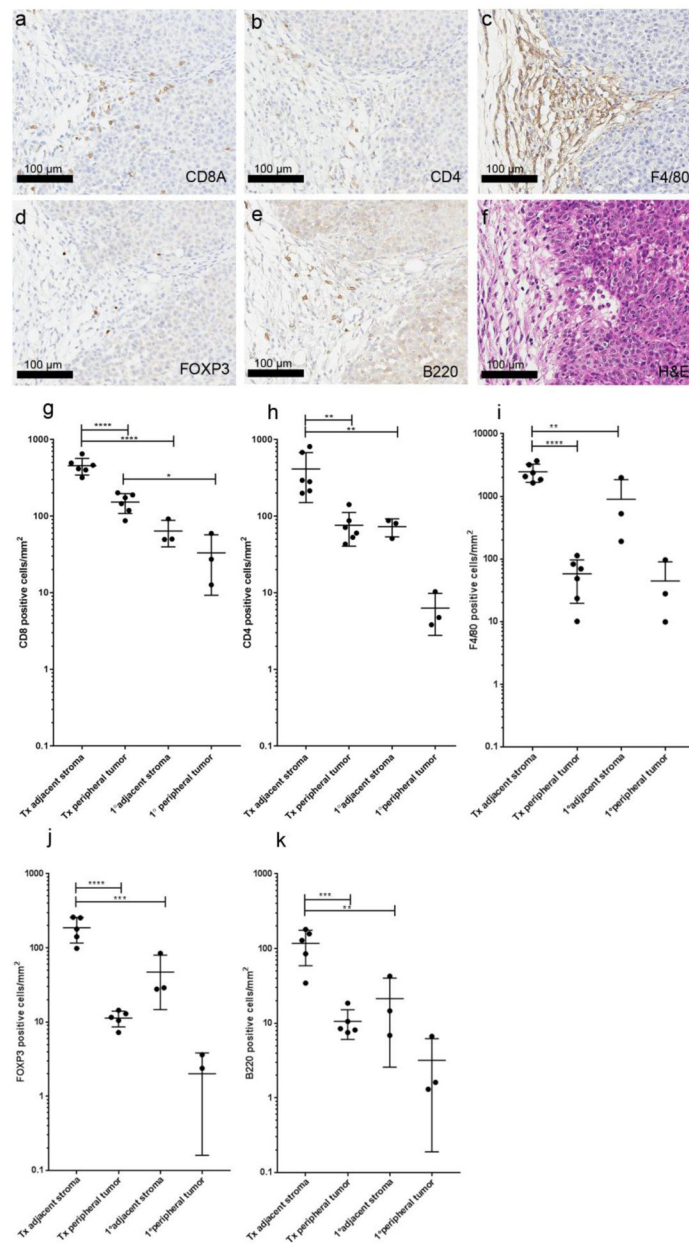 a
100 µm
CD8A
b
100 µm
CD4
c
100 µm
F4/80
d
100 µm
FOXP3
e
100 µm
B220
f
100 µm
H&E
g
****
****
*
1000
100
10
1
0.1
CD8 positive cells/mm²
Tx adjacent stroma
Tx peripheral tumor
1° adjacent stroma
1° peripheral tumor
h
**
**
1000
100
10
1
0.1
CD4 positive cells/mm²
Tx adjacent stroma
Tx peripheral tumor
1°adjacent stroma
1°peripheral tumor
i
**
****
10000
1000
100
10
1
0.1
F4/80 positive cells/mm²
Tx adjacent stroma
Tx peripheral tumor
1°adjacent stroma
1°peripheral tumor
j
****
***
1000
100
10
1
0.1
FOXP3 positive cells/mm²
Tx adjacent stroma
Tx peripheral tumor
1°adjacent stroma
1°peripheral tumor
k
***
**
1000
100
10
1
0.1
B220 positive cells/mm²
Tx adjacent stroma
Tx peripheral tumor
1°adjacent stroma
1°peripheral tumor